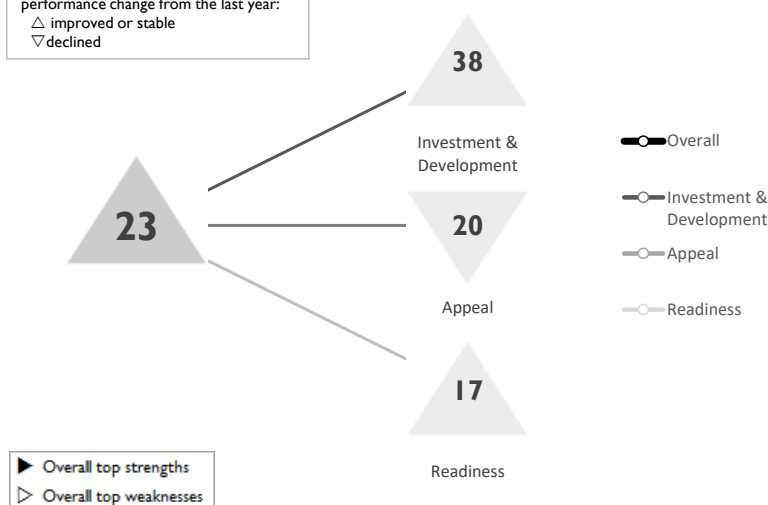 performance change from the last year:
△ improved or stable
▽ declined
38
Investment &
Development
23
20
Appeal
17
Readiness
Overall
Investment &
Development
Appeal
Readiness
▶ Overall top strengths
▷ Overall top weaknesses